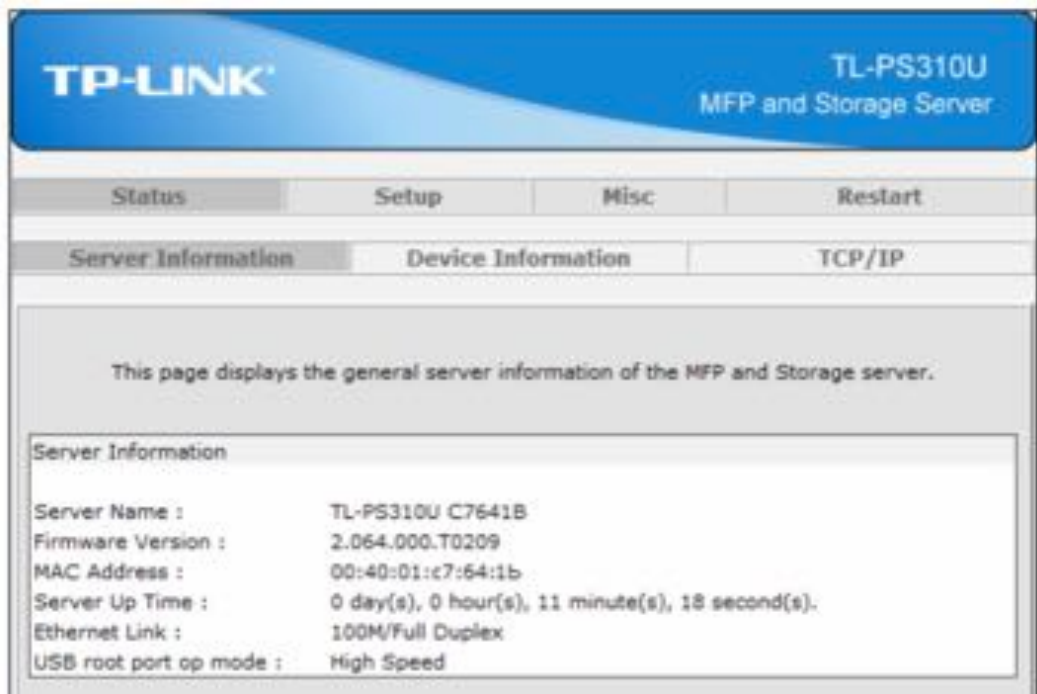 TP-LINK
TL-PS310U
MFP and Storage Server
Status Setup Misc Restart
Server Information Device Information TCP/IP
This page displays the general server information of the MFP and Storage server.
Server Information
Server Name : TL-PS310U C7641B
Firmware Version : 2.064.000.T0209
MAC Address : 00:40:01:c7:64:1b
Server Up Time : 0 day(s), 0 hour(s), 11 minute(s), 18 second(s).
Ethernet Link : 100M/Full Duplex
USB root port op mode : High Speed